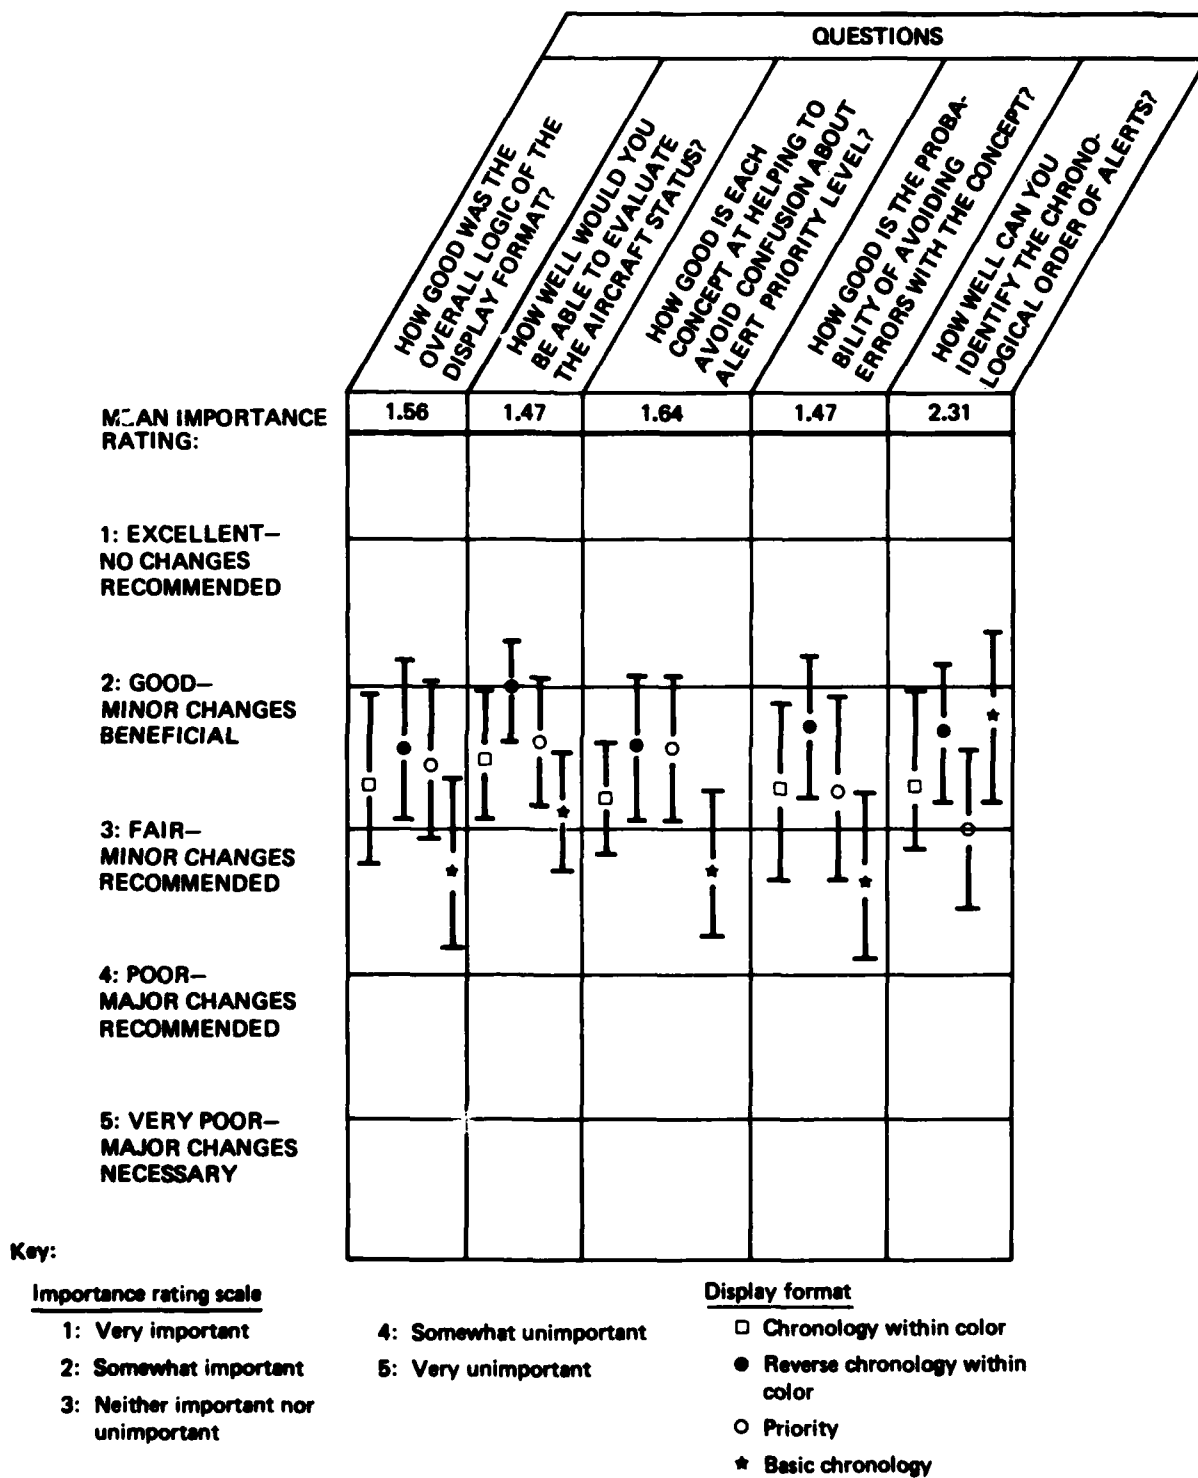 QUESTIONS
HOW GOOD WAS THE
OVERALL LOGIC OF THE
DISPLAY FORMAT?
HOW WELL WOULD YOU
BE ABLE TO EVALUATE
THE AIRCRAFT STATUS?
HOW GOOD IS EACH
CONCEPT AT HELPING TO
AVOID CONFUSION ABOUT
ALERT PRIORITY LEVEL?
HOW GOOD IS THE PROBA-
BILITY OF AVOIDING
ERRORS WITH THE CONCEPT?
HOW WELL CAN YOU
IDENTIFY THE CHRONO-
LOGICAL ORDER OF ALERTS?
MEAN IMPORTANCE
RATING:
1.56 1.47 1.64 1.47 2.31
1: EXCELLENT—
NO CHANGES
RECOMMENDED
2: GOOD—
MINOR CHANGES
BENEFICIAL
3: FAIR—
MINOR CHANGES
RECOMMENDED
4: POOR—
MAJOR CHANGES
RECOMMENDED
5: VERY POOR—
MAJOR CHANGES
NECESSARY
Key:
Importance rating scale
1: Very important
2: Somewhat important
3: Neither important nor
unimportant
4: Somewhat unimportant
5: Very unimportant
Display format
□ Chronology within color
● Reverse chronology within
color
○ Priority
★ Basic chronology